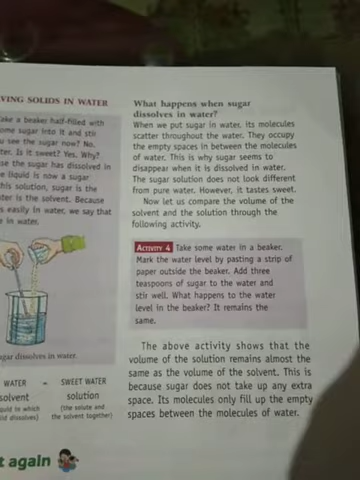 VING SOLIDS IN WATER
ake a beaker half-filled with
ome sugar into it and stir
u see the sugar now? No.
ter. Is it sweet? Yes. Why?
se the sugar has dissolved in
e liquid is now a sugar
his solution, sugar is the
ter is the solvent. Because
s easily in water, we say that
e in water.
gar dissolves in water.
WATER = SWEET WATER
solvent solution
quid in which (the solute and
lid dissolves) the solvent together)
t again
What happens when sugar
dissolves in water?
When we put sugar in water, its molecules
scatter throughout the water. They occupy
the empty spaces in between the molecules
of water. This is why sugar seems to
disappear when it is dissolved in water.
The sugar solution does not look different
from pure water. However, it tastes sweet.
Now let us compare the volume of the
solvent and the solution through the
following activity.
ACTIVITY 4 Take some water in a beaker.
Mark the water level by pasting a strip of
paper outside the beaker. Add three
teaspoons of sugar to the water and
stir well. What happens to the water
level in the beaker? It remains the
same.
The above activity shows that the
volume of the solution remains almost the
same as the volume of the solvent. This is
because sugar does not take up any extra
space. Its molecules only fill up the empty
spaces between the molecules of water.